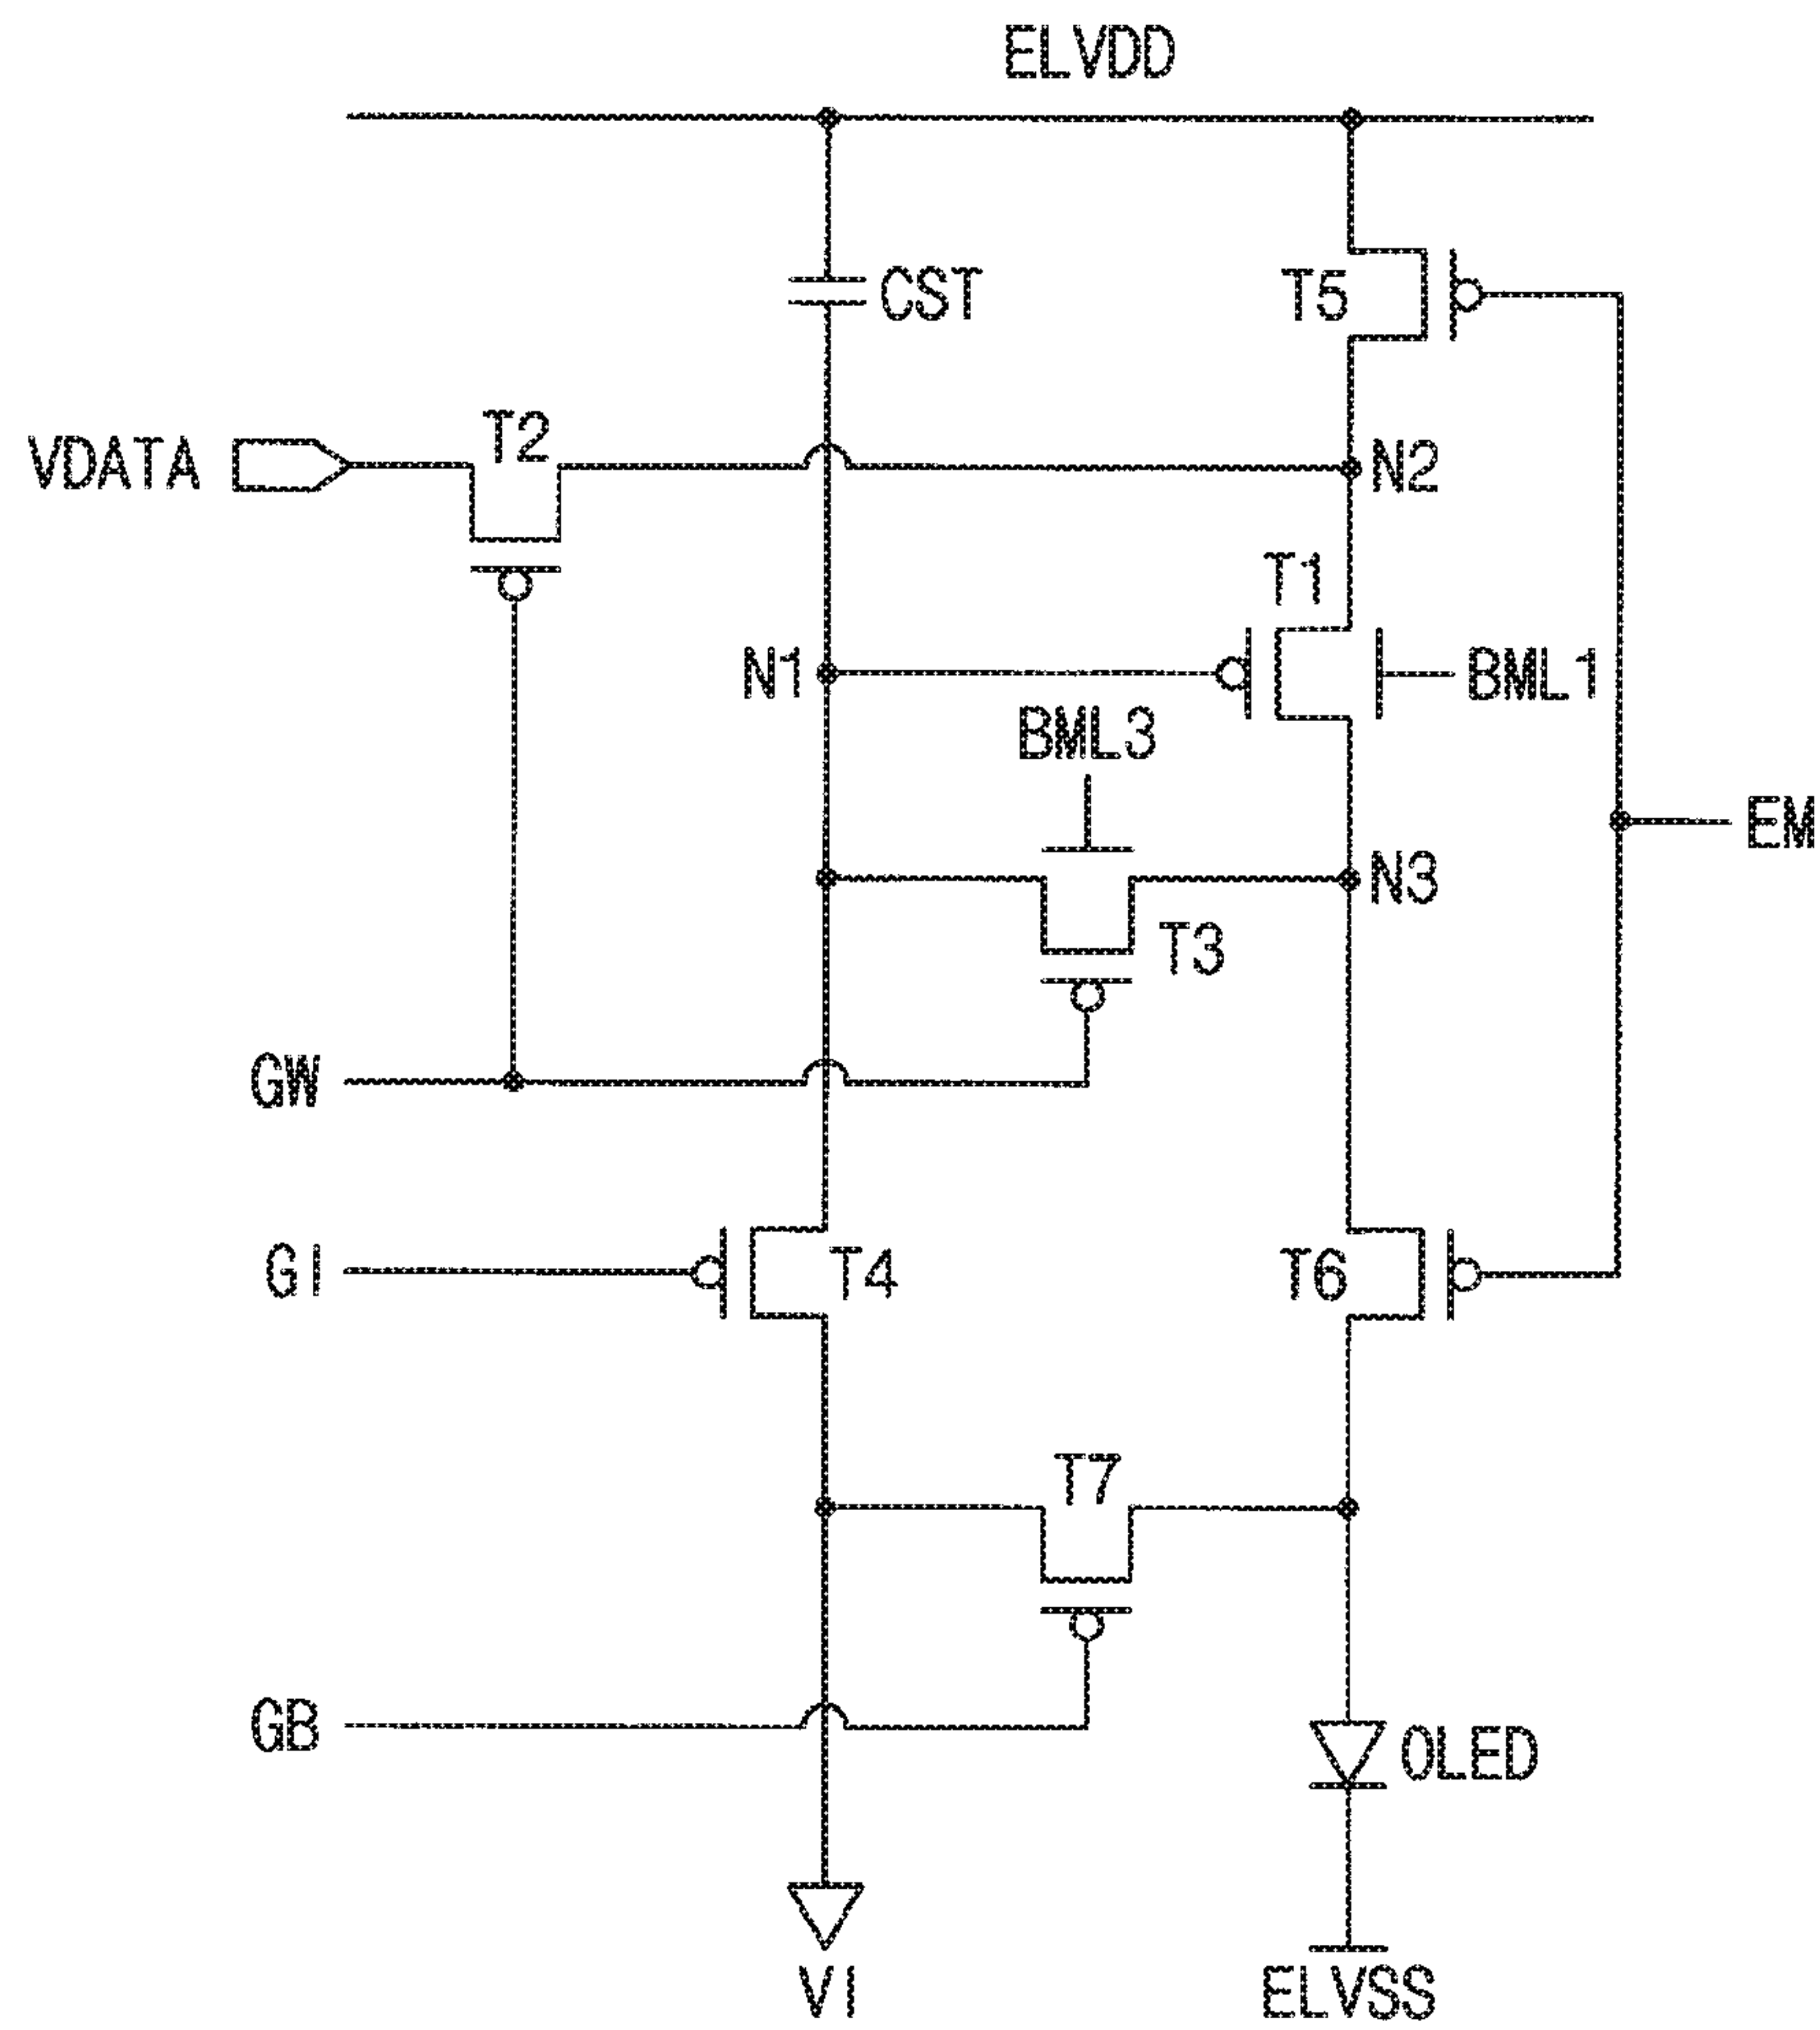 ELVDD
CST
T5
T2
VDATA
N2
T1
N1
BML1
BML3
EM
N3
T3
GW
GI
T4
T6
T7
GB
OLED
VI
ELVSS